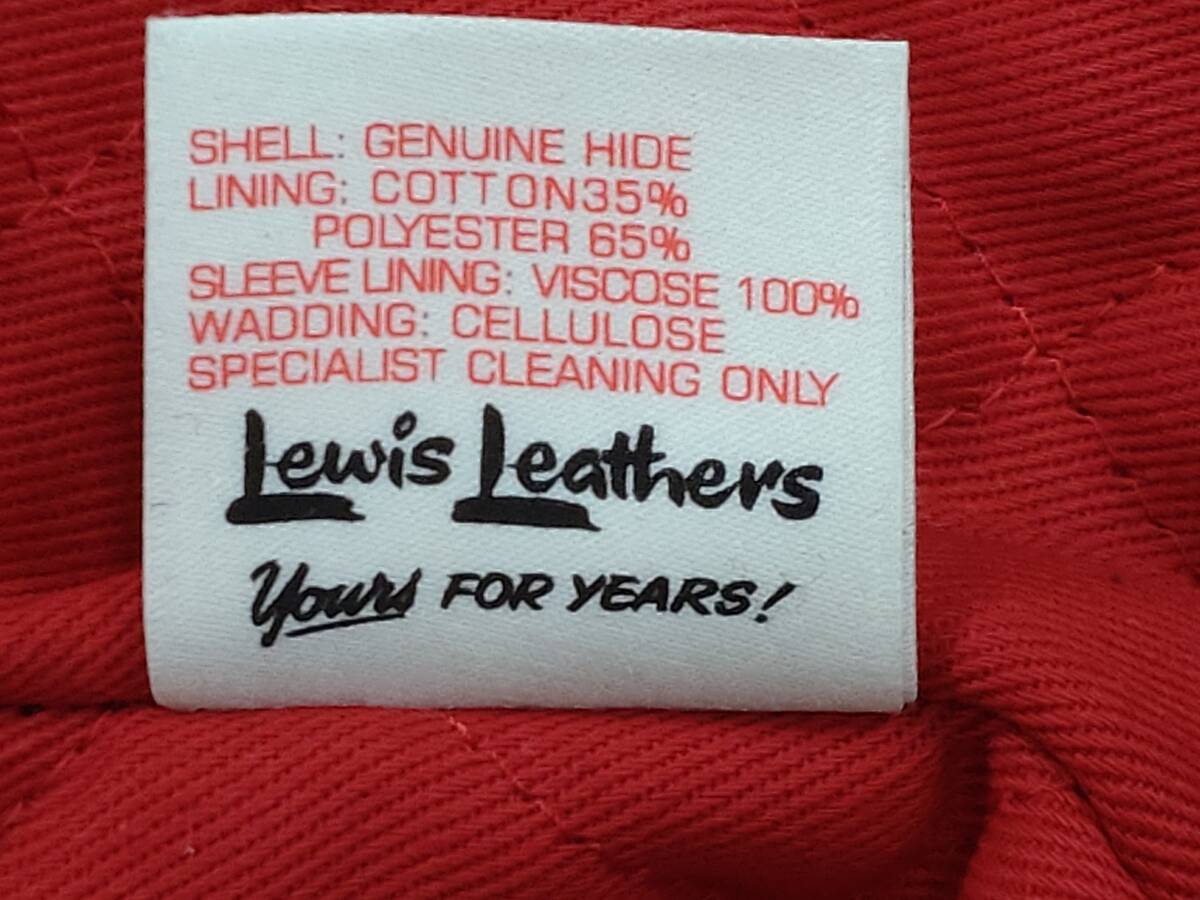 SHELL: GENUINE HIDE
LINING: COTTON35%
POLYESTER 65%
SLEEVE LINING: VISCOSE 100%
WADDING: CELLULOSE
SPECIALIST CLEANING ONLY
Lewis Leathers
Yours FOR YEARS!